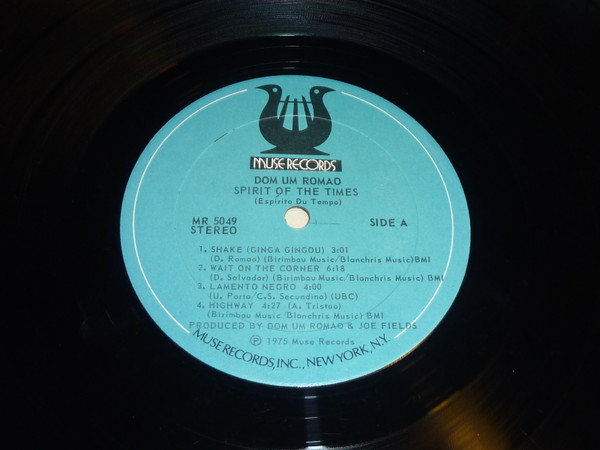 MUSE RECORDS
DOM UM ROMAO
SPIRIT OF THE TIMES
(Espirito Du Tempo)
MR 5049
STEREO
SIDE A
1. SHAKE (GINGA GINGOU) 3:01
(D. Romao) (Birimbau Music/Blanchris Music)BMI
2. WAIT ON THE CORNER 6:18
(D. Salvador) (Birimbau Music/Blanchris Music) BMI
3. LAMENTO NEGRO 4:00
(U. Porto/C.S. Secundino) (UBC)
4. HIGHWAY 4:27 (A. Tristao)
(Birimbau Music/Blanchris Music) BMI
PRODUCED BY DOM UM ROMAO & JOE FIELDS
℗ 1975 Muse Records
MUSE RECORDS, INC., NEW YORK, N.Y.